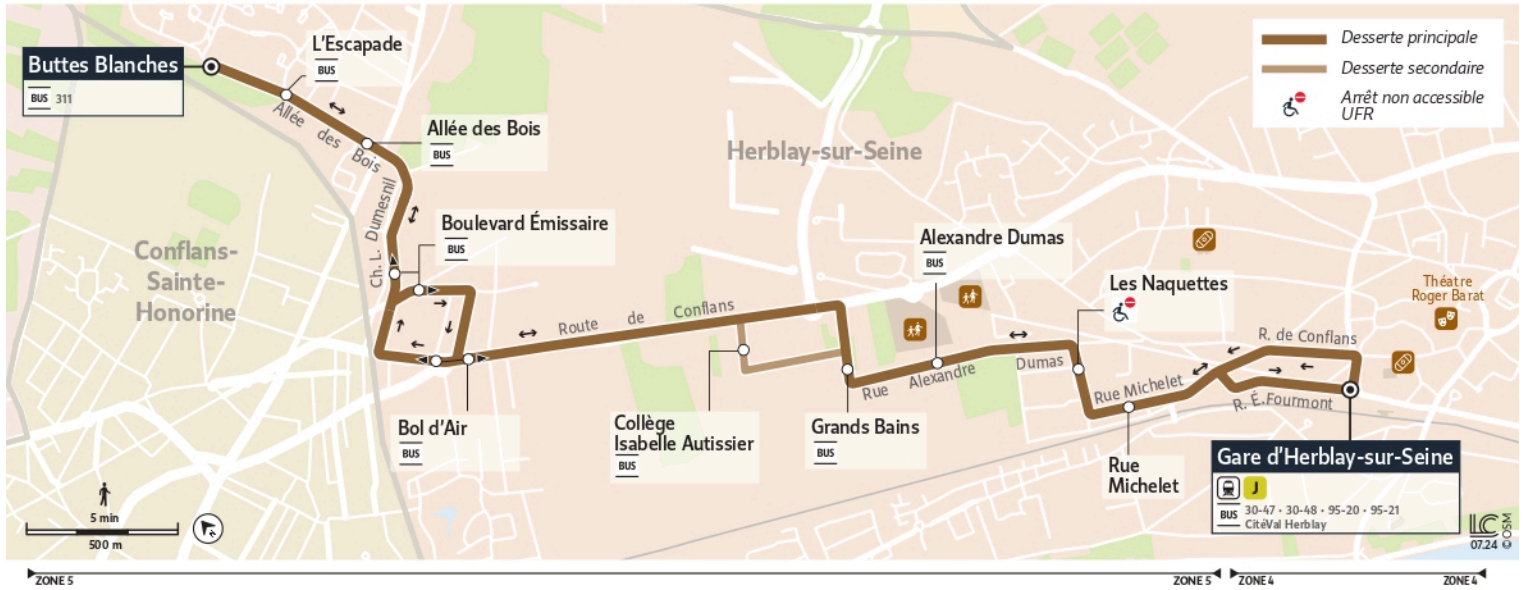 Buttes Blanches
BUS 311
L'Escapade
BUS
Allée des Bois
Allée des Bois
BUS
Ch. L. Dumesnil
Boulevard Émissaire
BUS
Conflans-
Sainte-
Honorine
Herblay-sur-Seine
Desserte principale
Desserte secondaire
Arrêt non accessible
UFR
Route de Conflans
Bol d'Air
BUS
Collège
Isabelle Autissier
BUS
Grands Bains
BUS
Alexandre Dumas
BUS
Rue Alexandre Dumas
Les Naquettes
Rue Michelet
Rue
Michelet
R. de Conflans
R. É.Fourmont
Théatre
Roger Barat
Gare d'Herblay-sur-Seine
J
BUS 30-47 • 30-48 • 95-20 • 95-21
CitéVal Herblay
5 min
500 m
LC
07.24 ©OSM
ZONE 5
ZONE 5
ZONE 4
ZONE 4